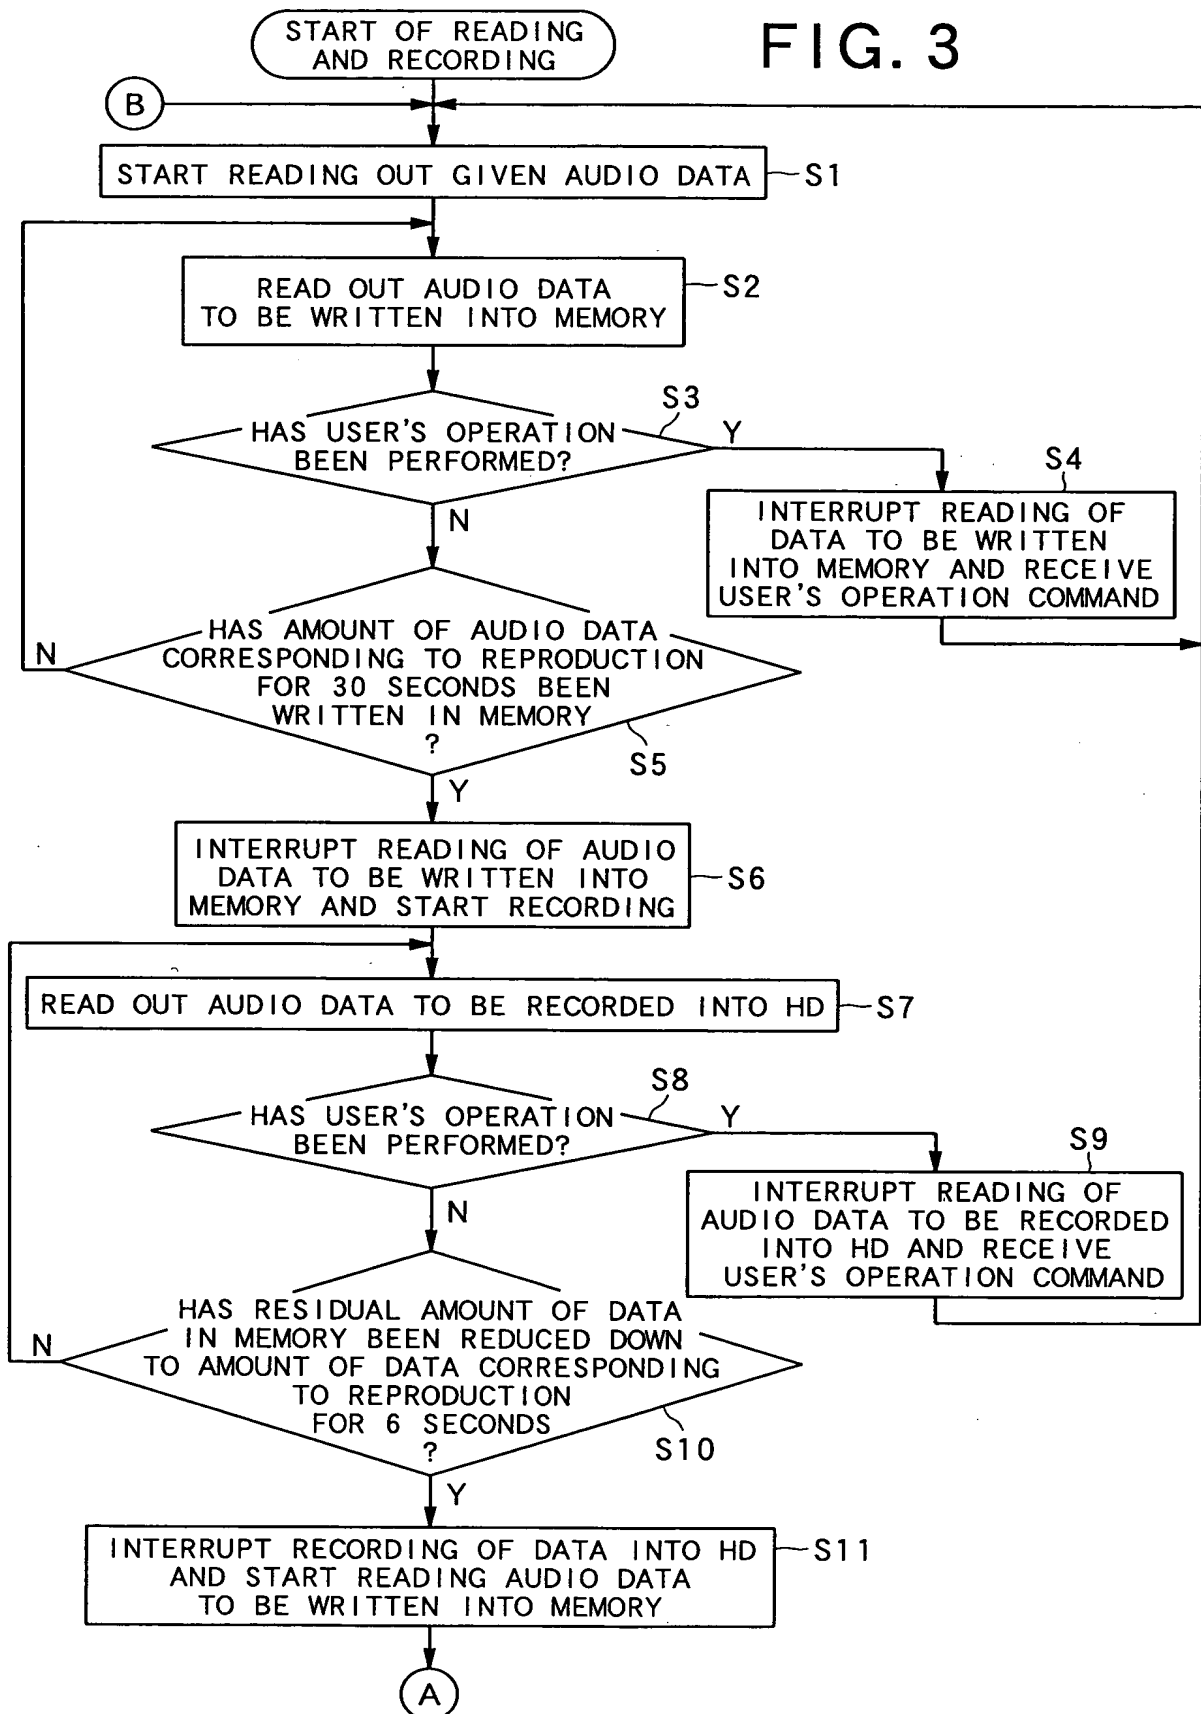 START OF READING
AND RECORDING
FIG. 3
B
START READING OUT GIVEN AUDIO DATA
S1
READ OUT AUDIO DATA
TO BE WRITTEN INTO MEMORY
S2
S3
HAS USER'S OPERATION
BEEN PERFORMED?
Y
N
S4
INTERRUPT READING OF
DATA TO BE WRITTEN
INTO MEMORY AND RECEIVE
USER'S OPERATION COMMAND
HAS AMOUNT OF AUDIO DATA
CORRESPONDING TO REPRODUCTION
FOR 30 SECONDS BEEN
WRITTEN IN MEMORY
?
N
S5
Y
INTERRUPT READING OF AUDIO
DATA TO BE WRITTEN INTO
MEMORY AND START RECORDING
S6
READ OUT AUDIO DATA TO BE RECORDED INTO HD
S7
S8
HAS USER'S OPERATION
BEEN PERFORMED?
Y
N
S9
INTERRUPT READING OF
AUDIO DATA TO BE RECORDED
INTO HD AND RECEIVE
USER'S OPERATION COMMAND
HAS RESIDUAL AMOUNT OF DATA
IN MEMORY BEEN REDUCED DOWN
TO AMOUNT OF DATA CORRESPONDING
TO REPRODUCTION
FOR 6 SECONDS
?
N
S10
Y
INTERRUPT RECORDING OF DATA INTO HD
AND START READING AUDIO DATA
TO BE WRITTEN INTO MEMORY
S11
A